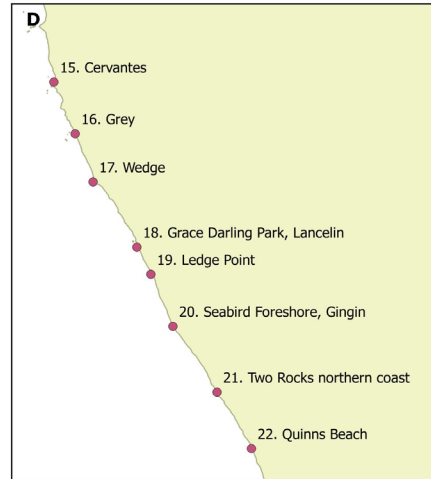 D
15. Cervantes
16. Grey
17. Wedge
18. Grace Darling Park, Lancelin
19. Ledge Point
20. Seabird Foreshore, Gingin
21. Two Rocks northern coast
22. Quinns Beach